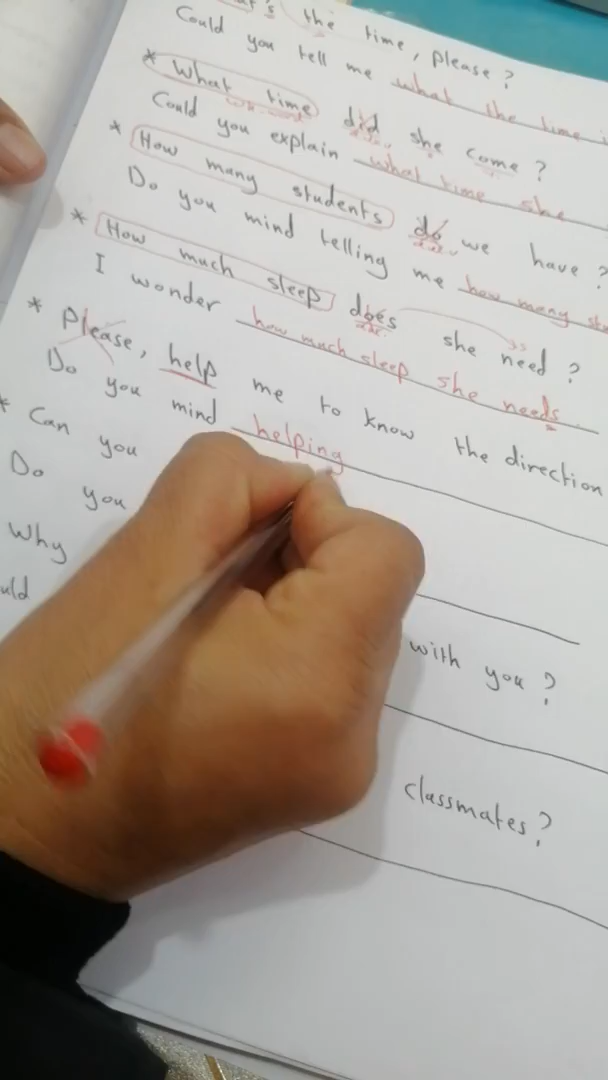 the time, please?
Could you tell me what the time
* What time did she come?
Could you explain what time she
* How many students do we have?
Do you mind telling me how many
* How much sleep does she need?
I wonder how much sleep she needs
* Please, help me to know the direction
Do you mind helping
* Can you
Do you
Why with you?
classmates?